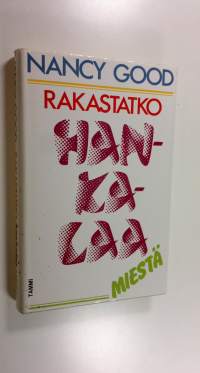 NANCY GOOD
RAKASTATKO
HAN-
KA-
LAA
MIESTÄ
TAMMI